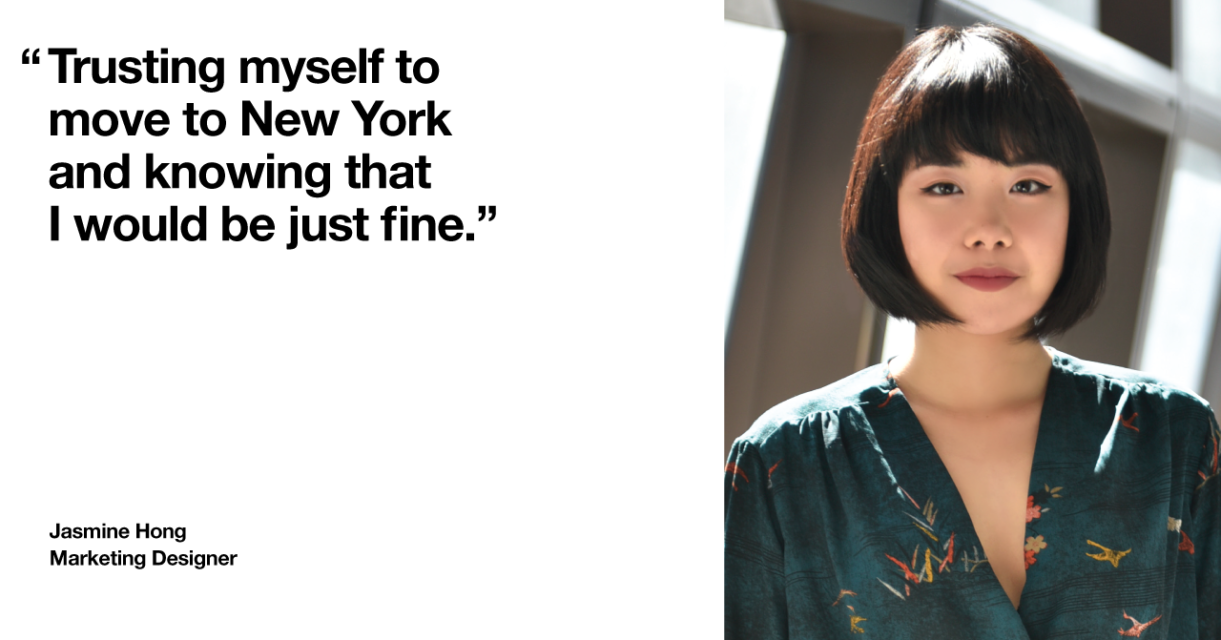 “Trusting myself to
move to New York
and knowing that
I would be just fine.”
Jasmine Hong
Marketing Designer